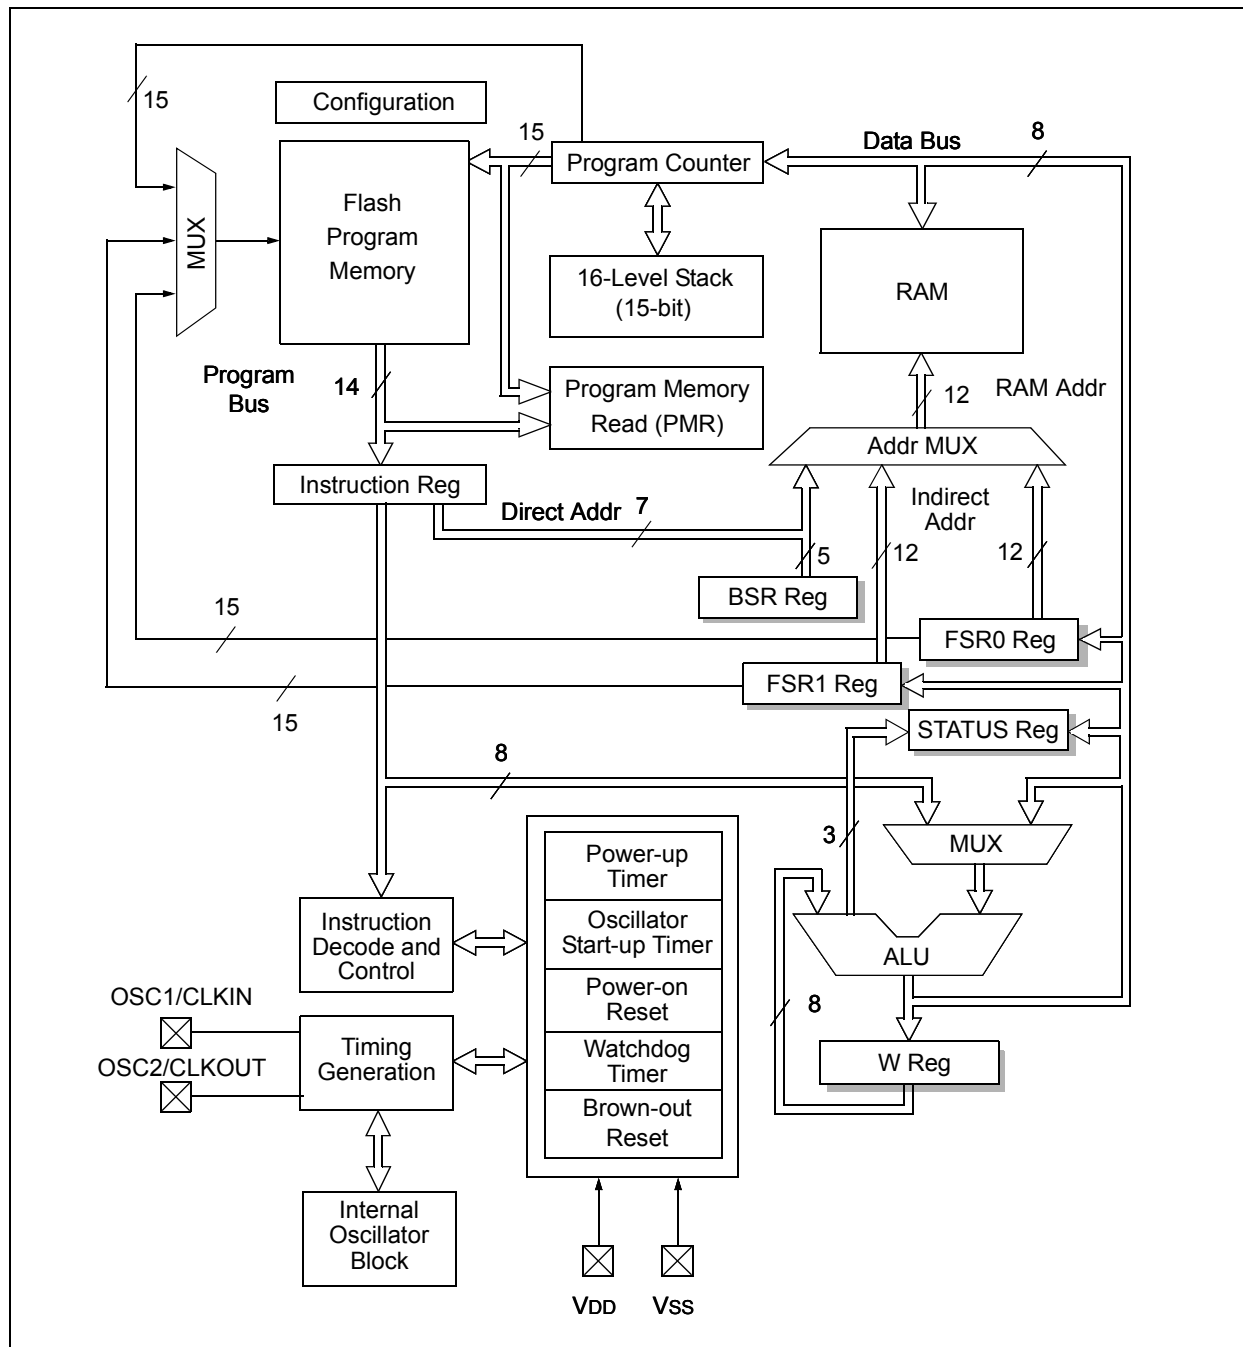 15
Configuration
15
Program Counter
Data Bus
8
MUX
Flash
Program
Memory
16-Level Stack
(15-bit)
RAM
Program
Bus
14
Program Memory
Read (PMR)
12
RAM Addr
Addr MUX
Instruction Reg
Direct Addr
7
Indirect
Addr
5
12
12
BSR Reg
15
FSR0 Reg
15
FSR1 Reg
STATUS Reg
8
3
MUX
Power-up
Timer
Instruction
Decode and
Control
Oscillator
Start-up Timer
ALU
OSC1/CLKIN
Power-on
Reset
8
OSC2/CLKOUT
Timing
Generation
Watchdog
Timer
W Reg
Brown-out
Reset
Internal
Oscillator
Block
VDD
VSS